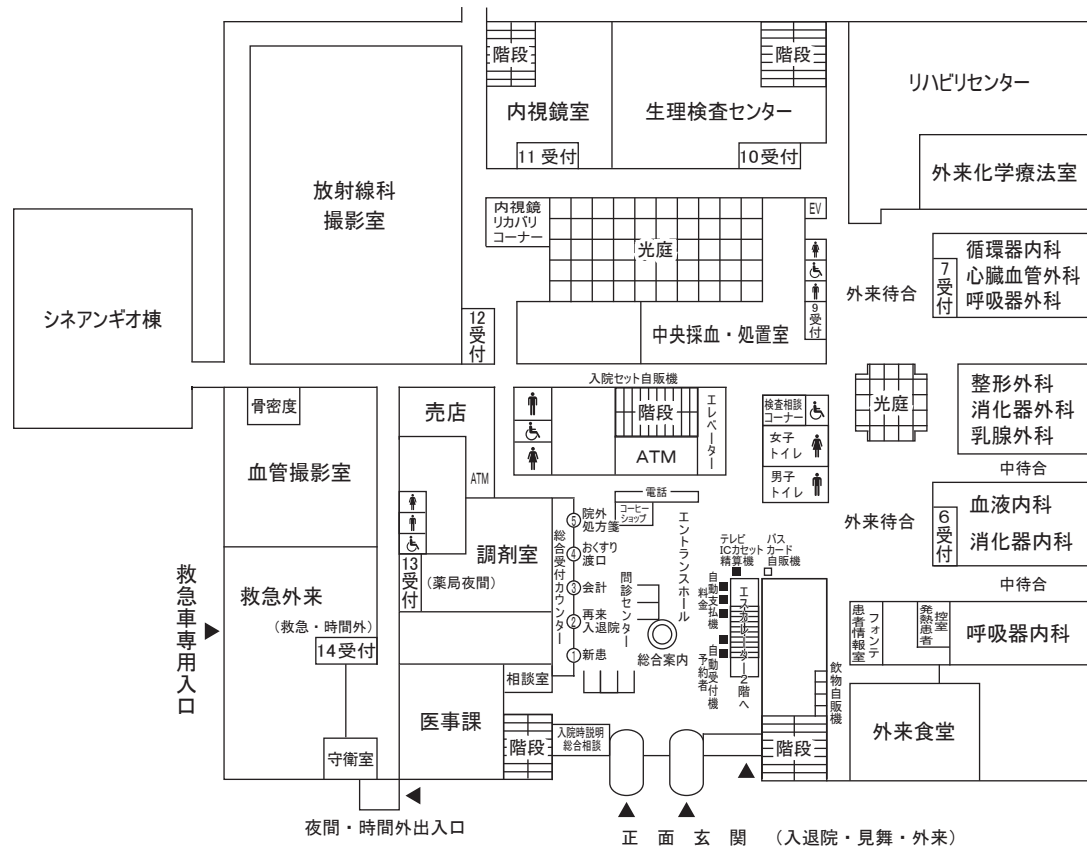 階段
階段
内視鏡室
生理検査センター
リハビリセンター
11 受付
10受付
外来化学療法室
放射線科
撮影室
内視鏡
リカバリ
コーナー
光庭
EV
循環器内科
心臓血管外科
呼吸器外科
7受付
外来待合
シネアンギオ棟
12受付
中央採血・処置室
9受付
入院セット自販機
骨密度
売店
階段
エレベーター
検査相談
コーナー
光庭
整形外科
消化器外科
乳腺外科
女子
トイレ
ATM
血管撮影室
ATM
男子
トイレ
中待合
電話
コーヒー
ショップ
血液内科
消化器内科
6受付
外来待合
⑤院外
処方箋
④おくすり
渡口
③会計
②再来
入退院
①新患
総合受付カウンター
調剤室
(薬局夜間)
13受付
問診センター
エントランスホール
総合案内
テレビ
ICカセット
精算機
パス
カード
自販機
料金
自動支払機
予約者
自動受付機
エスカレーター2階へ
中待合
救急外来
(救急・時間外)
14受付
救急車専用入口
患者情報室
フォンテ
発熱患者
控室
呼吸器内科
相談室
飲物自販機
医事課
階段
入院時説明
総合相談
階段
外来食堂
守衛室
夜間・時間外出入口
正面玄関 (入退院・見舞・外来)